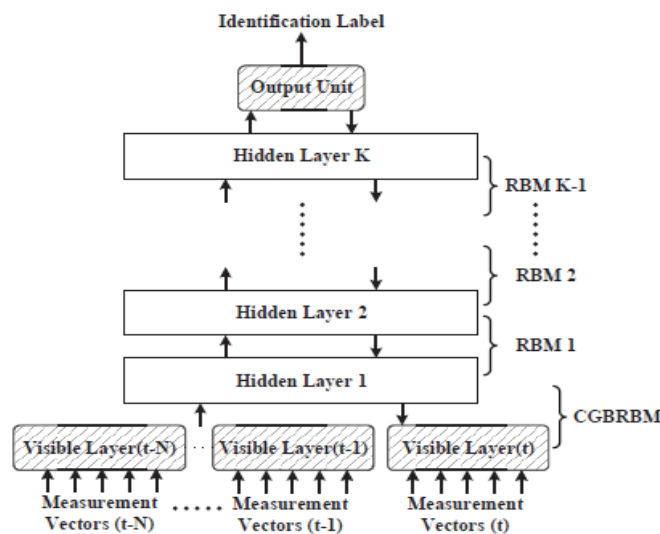 Identification Label
Output Unit
Hidden Layer K
RBM K-1
RBM 2
Hidden Layer 2
RBM 1
Hidden Layer 1
CGBRBM
Visible Layer(t-N)
Visible Layer(t-1)
Visible Layer(t)
Measurement
Vectors (t-N)
Measurement
Vectors (t-1)
Measurement
Vectors (t)